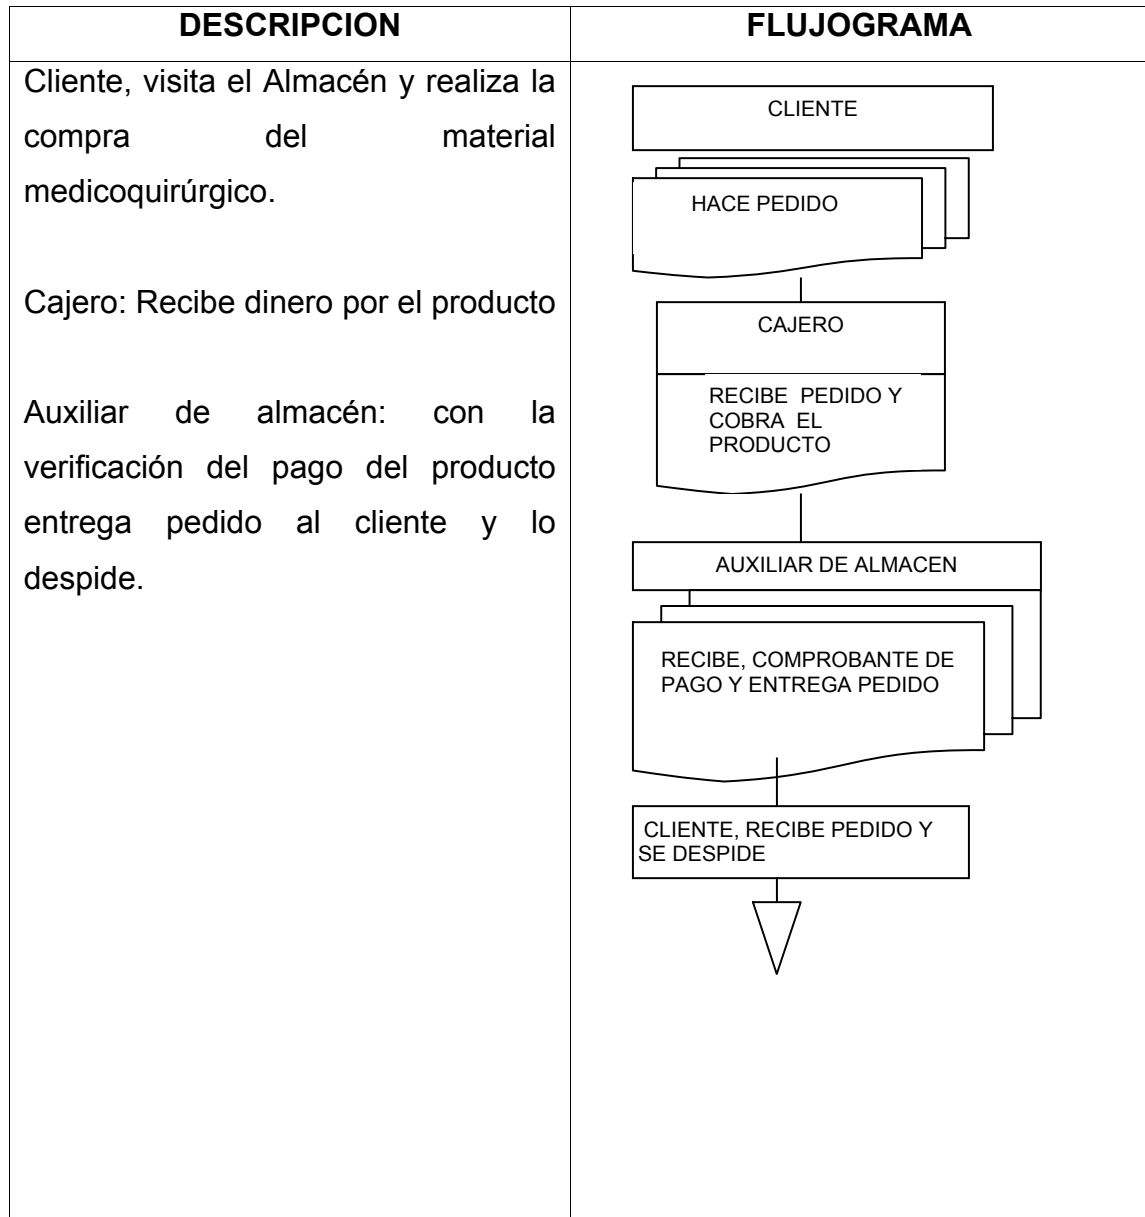 DESCRIPCION
Cliente, visita el Almacén y realiza la
compra del material
medicoquirúrgico.
Cajero: Recibe dinero por el producto
Auxiliar de almacén: con la
verificación del pago del producto
entrega pedido al cliente y lo
despide.
FLUJOGRAMA
CLIENTE
HACE PEDIDO
CAJERO
RECIBE PEDIDO Y
COBRA EL
PRODUCTO
AUXILIAR DE ALMACEN
RECIBE, COMPROBANTE DE
PAGO Y ENTREGA PEDIDO
CLIENTE, RECIBE PEDIDO Y
SE DESPIDE